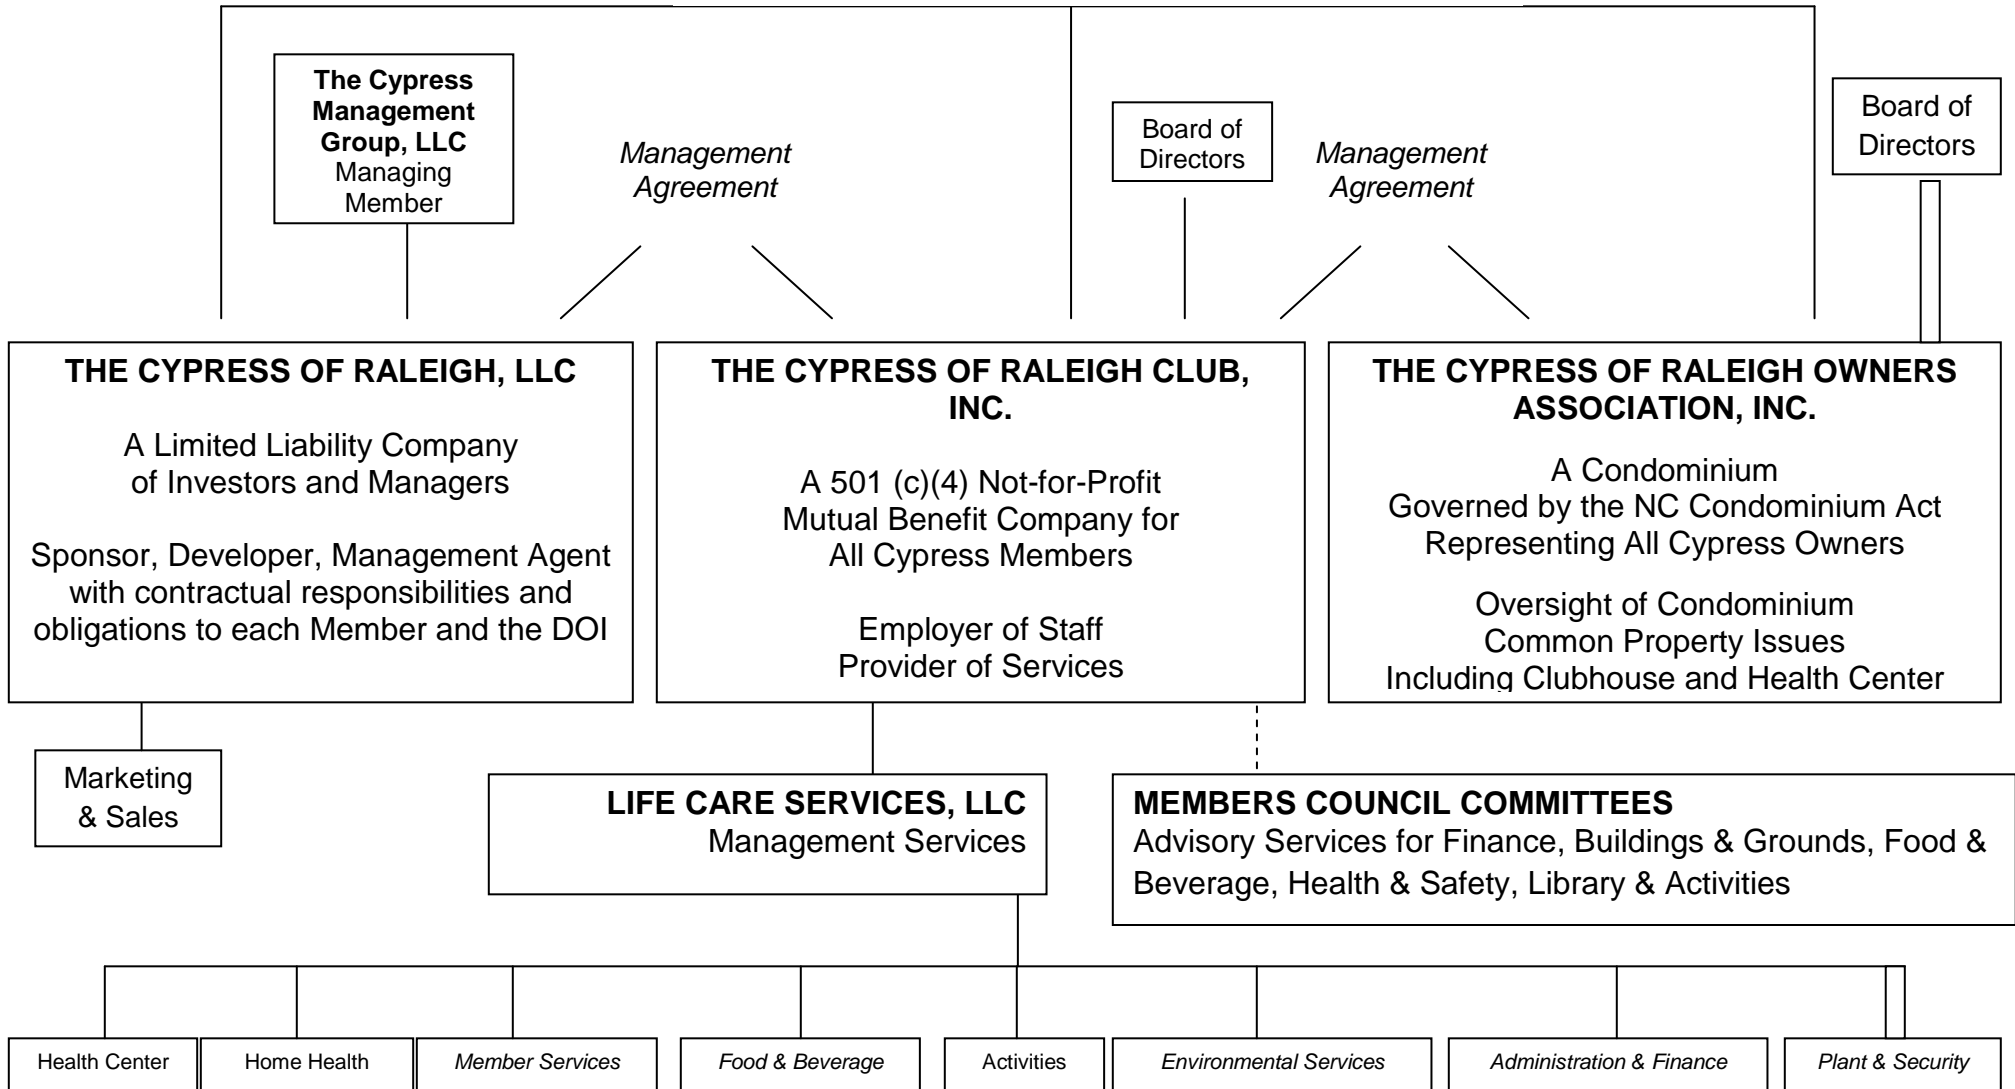 The Cypress
Management
Group, LLC
Managing
Member
Management
Agreement
Board of
Directors
Management
Agreement
Board of
Directors
THE CYPRESS OF RALEIGH, LLC
A Limited Liability Company
of Investors and Managers
Sponsor, Developer, Management Agent
with contractual responsibilities and
obligations to each Member and the DOI
THE CYPRESS OF RALEIGH CLUB,
INC.
A 501 (c)(4) Not-for-Profit
Mutual Benefit Company for
All Cypress Members
Employer of Staff
Provider of Services
THE CYPRESS OF RALEIGH OWNERS
ASSOCIATION, INC.
A Condominium
Governed by the NC Condominium Act
Representing All Cypress Owners
Oversight of Condominium
Common Property Issues
Including Clubhouse and Health Center
Marketing
& Sales
LIFE CARE SERVICES, LLC
Management Services
MEMBERS COUNCIL COMMITTEES
Advisory Services for Finance, Buildings & Grounds, Food &
Beverage, Health & Safety, Library & Activities
Health Center
Home Health
Member Services
Food & Beverage
Activities
Environmental Services
Administration & Finance
Plant & Security